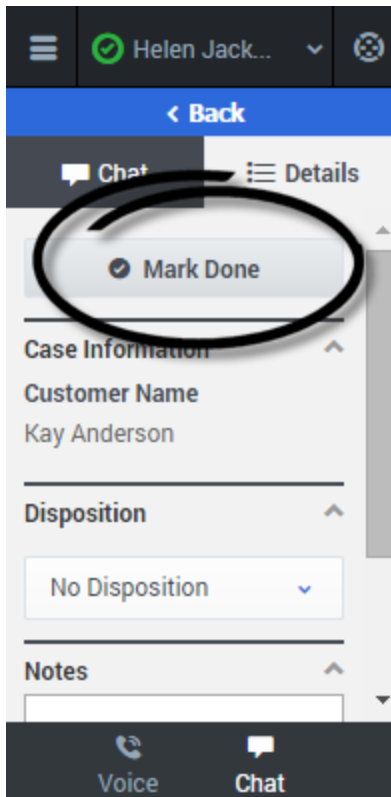 Helen Jack...
Back
Chat Details
Mark Done
Case Information
Customer Name
Kay Anderson
Disposition
No Disposition
Notes
Voice Chat